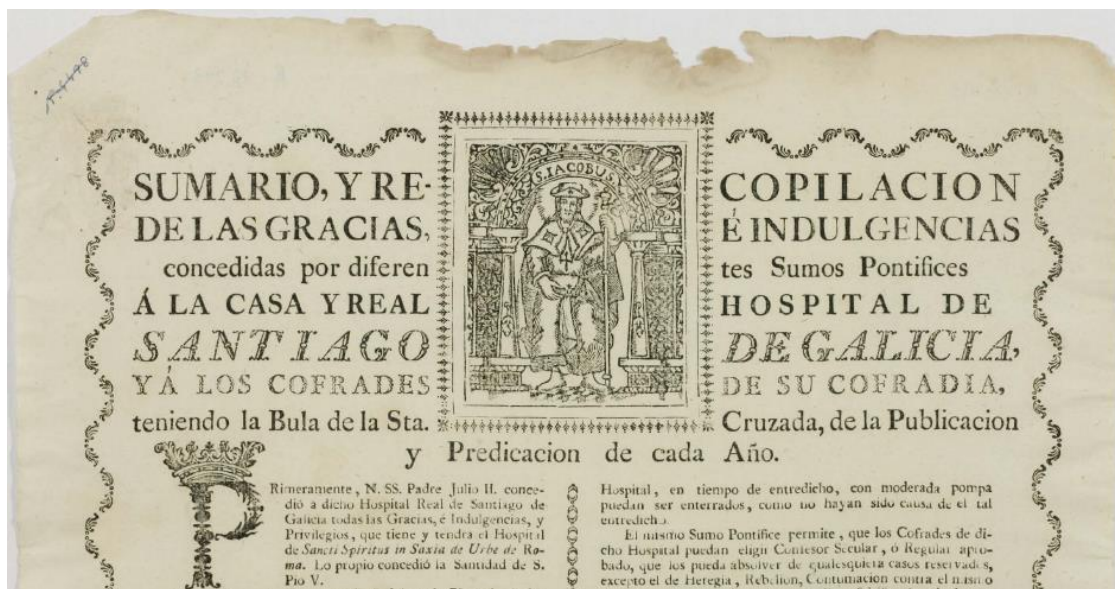 S. IACOBUS
SUMARIO, Y RE- COPILACION
DE LAS GRACIAS, É INDULGENCIAS
concedidas por diferen tes Sumos Pontifices
Á LA CASA Y REAL HOSPITAL DE
SANTIAGO DE GALICIA,
Y Á LOS COFRADES DE SU COFRADIA,
teniendo la Bula de la Sta. Cruzada, de la Publicacion
y Predicacion de cada Año.
PRimeramente, N. SS. Padre Julio II. conce-
dió a dicho Hospital Real de Santiago de
Galicia todas las Gracias, é Indulgencias, y
Privilegios, que tiene y tendra el Hospital
de Sancti Spiritus in Saxia de Urbe de Ro-
ma. Lo propio concedió la Santidad de S.
Pio V.
Hospital, en tiempo de entredicho, con moderada pompa
puedan ser enterrados, como no hayan sido causa de el tal
entredicho.
El mismo Sumo Pontifice permite, que los Cofrades de di-
cho Hospital puedan eligir Confesor Secular, ó Regular apro-
bado, que los pueda absolver de qualesquiera casos reservados,
excepto el de Heregia, Rebelion, Contumacion contra el mismo